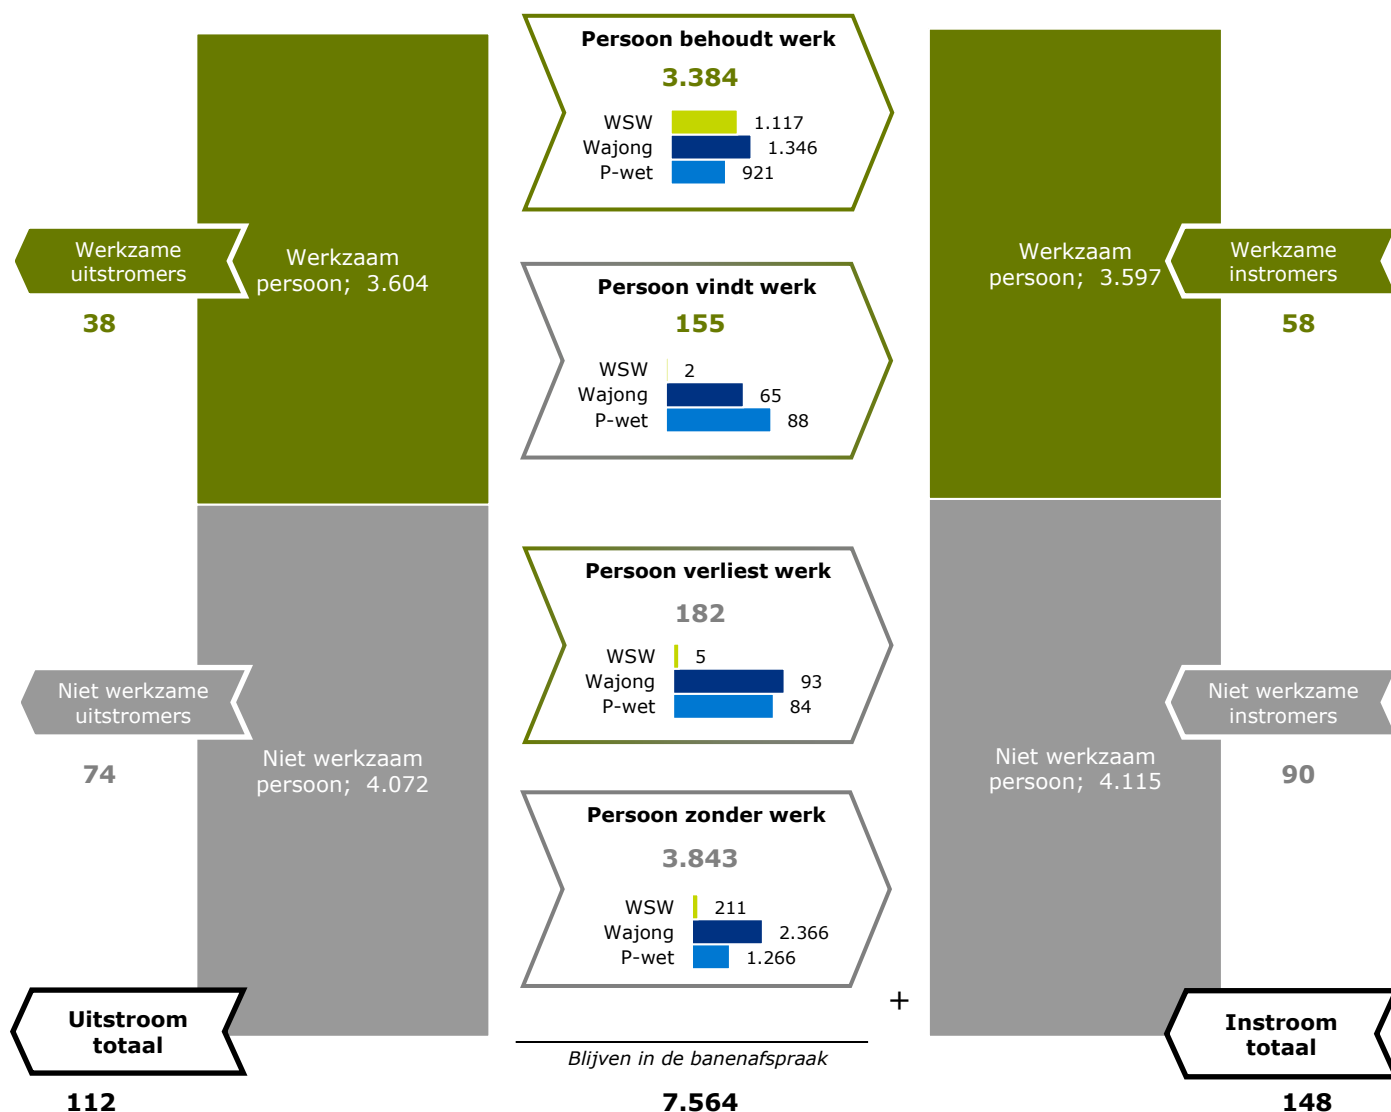 Werkzame
uitstromers
38
Werkzaam
persoon; 3.604
Niet werkzame
uitstromers
74
Niet werkzaam
persoon; 4.072
Uitstroom
totaal
112
Persoon behoudt werk
3.384
WSW 1.117
Wajong 1.346
P-wet 921
Persoon vindt werk
155
WSW 2
Wajong 65
P-wet 88
Persoon verliest werk
182
WSW 5
Wajong 93
P-wet 84
Persoon zonder werk
3.843
WSW 211
Wajong 2.366
P-wet 1.266
+
Blijven in de banenafspraak
7.564
Werkzaam
persoon; 3.597
Werkzame
instromers
58
Niet werkzaam
persoon; 4.115
Niet werkzame
instromers
90
Instroom
totaal
148